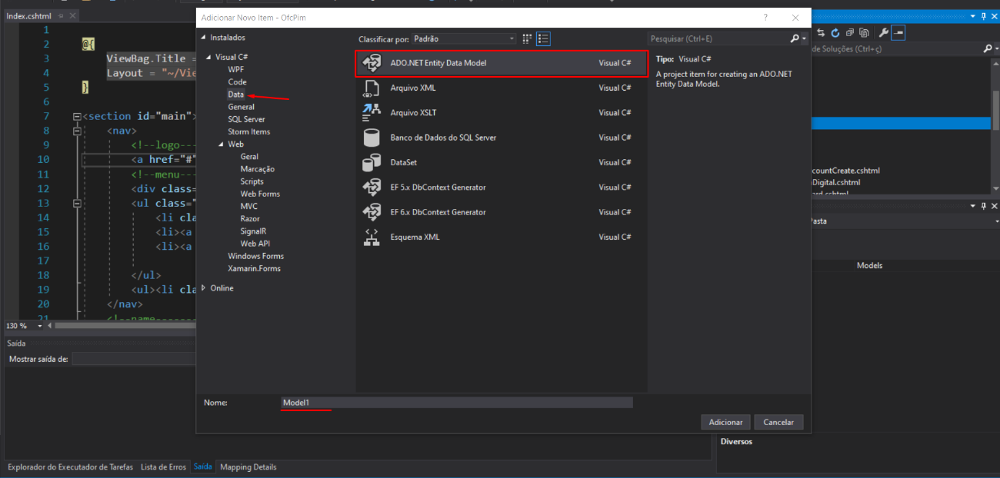 Index.cshtml
Adicionar Novo Item - OfcPim
?
1
2 @{
3 ViewBag.Title =
4 Layout = "~/Vie
5 }
6
7 <section id="main">
8 <nav>
9 <!--logo---
10 <a href="#"
11 <!--menu---
12 <div class=
13 <ul class="
14 <li cla
15 <li><a
16 <li><a
17
18 </ul>
19 <ul><li cla
20 </nav>
21 <!--name--------
130 %
Saída
Mostrar saída de:
Instalados
Visual C#
WPF
Code
Data
General
SQL Server
Storm Items
Web
Geral
Marcação
Scripts
Web Forms
MVC
Razor
SignalR
Web API
Windows Forms
Xamarin.Forms
Online
Classificar por: Padrão
ADO.NET Entity Data Model Visual C#
Arquivo XML Visual C#
Arquivo XSLT Visual C#
Banco de Dados do SQL Server Visual C#
DataSet Visual C#
EF 5.x DbContext Generator Visual C#
EF 6.x DbContext Generator Visual C#
Esquema XML Visual C#
Pesquisar (Ctrl+E)
Tipo: Visual C#
A project item for creating an ADO.NET
Entity Data Model.
Nome: Model1
Adicionar Cancelar
de Soluções (Ctrl+ç)
countCreate.cshtml
Digital.cshtml
ard.cshtml
Pasta
Models
Diversos
Explorador do Executador de Tarefas Lista de Erros Saída Mapping Details